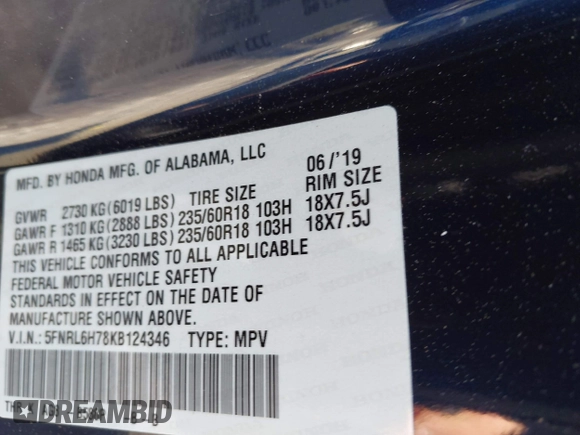 MFD. BY HONDA MFG. OF ALABAMA, LLC 06/'19
GVWR 2730 KG(6019 LBS) TIRE SIZE RIM SIZE
GAWR F 1310 KG(2888 LBS)235/60R18 103H 18X7.5J
GAWR R 1465 KG(3230 LBS)235/60R18 103H 18X7.5J
THIS VEHICLE CONFORMS TO ALL APPLICABLE
FEDERAL MOTOR VEHICLE SAFETY
STANDARDS IN EFFECT ON THE DATE OF
MANUFACTURE SHOWN ABOVE.
V.I.N.: 5FNRL6H78KB124346 TYPE: MPV
DREAMBID